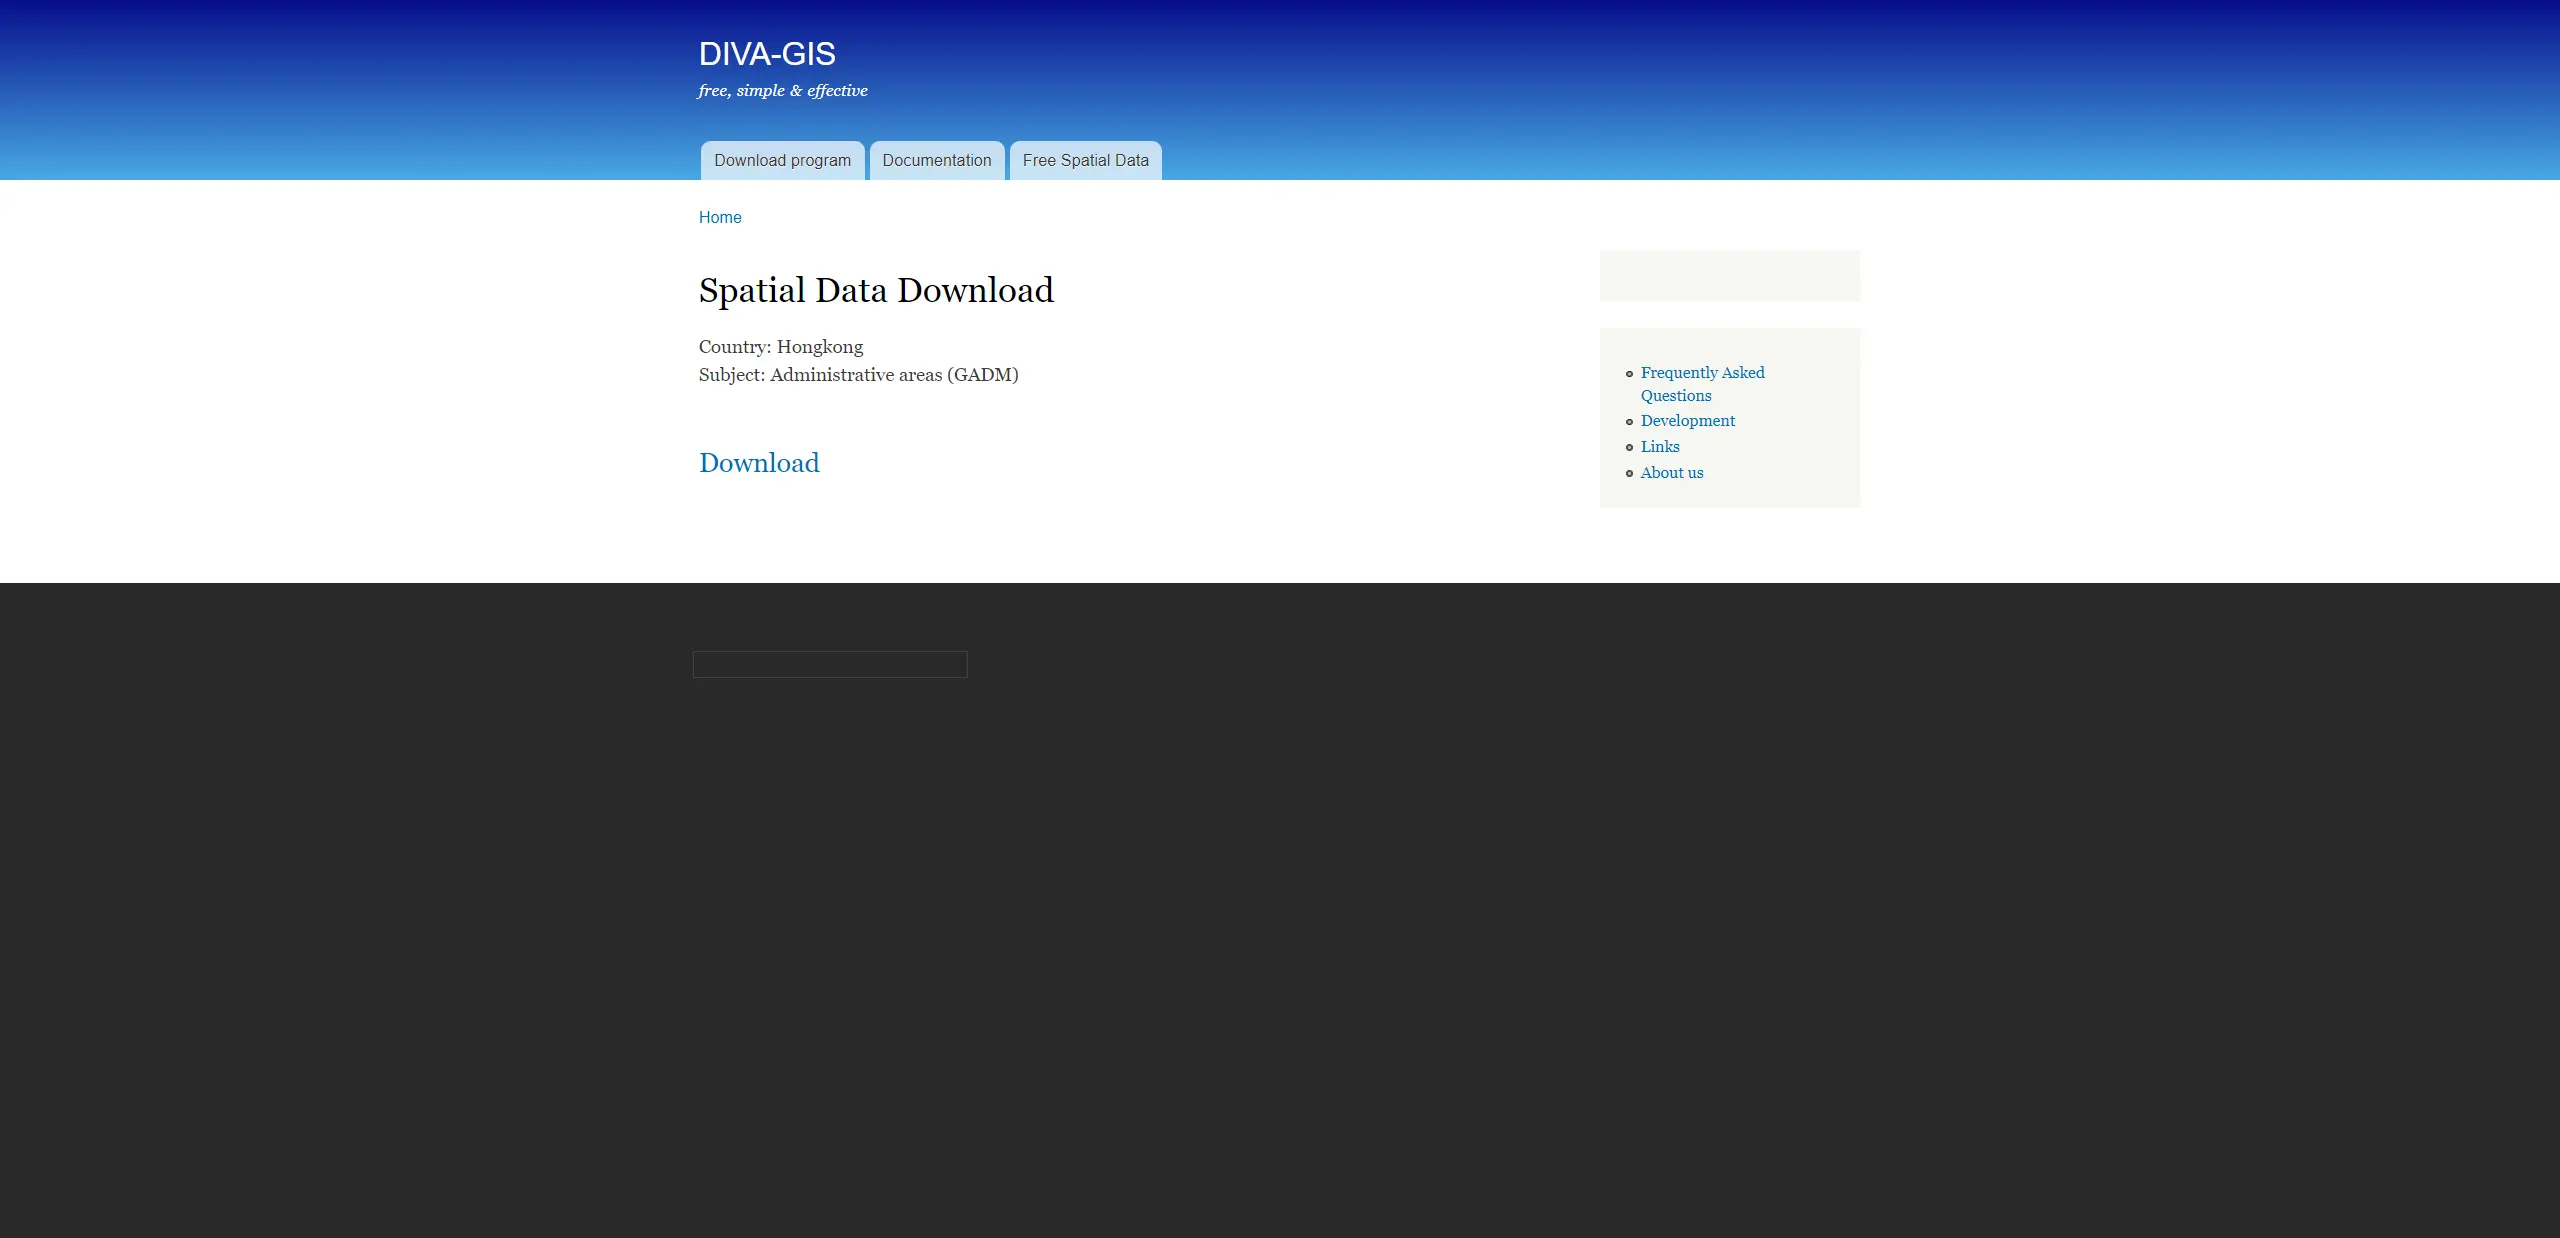 DIVA-GIS
free, simple & effective
Download program
Documentation
Free Spatial Data
Home
Spatial Data Download
Country: Hongkong
Subject: Administrative areas (GADM)
Download
Frequently Asked
Questions
Development
Links
About us